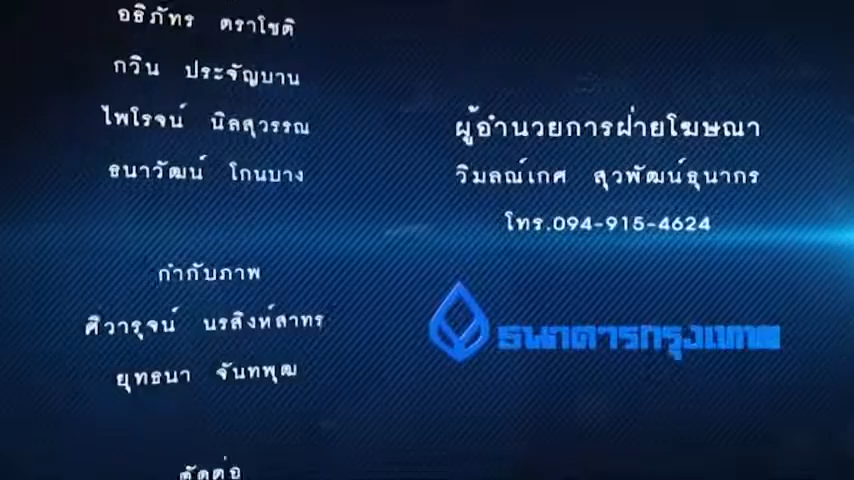 อธิภัทร ตราโชติ
กวิน ประจัญบาน
ไพโรจน์ นิลสุวรรณ
ธนาวัฒน์ โกนบาง
กำกับภาพ
ศิวารุจน์ นรสิงห์สาทร
ยุทธนา จันทพุฒ
ตัดต่อ
ผู้อำนวยการฝ่ายโฆษณา
วิมลณ์เกศ สุวพัฒน์ธุนากร
โทร.094-915-4624
ธนาคารกรุงเทพ